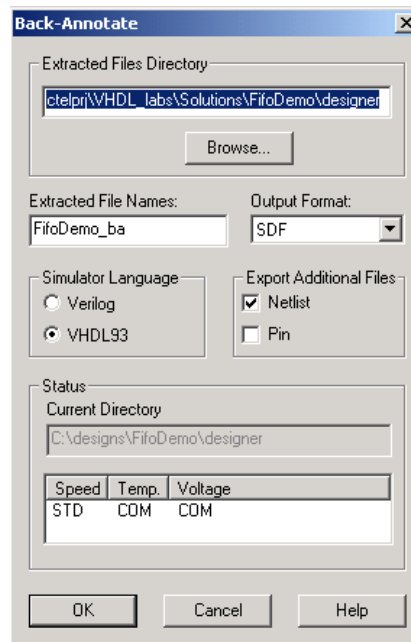 Back-Annotate
Extracted Files Directory
ctelprj\VHDL_labs\Solutions\FifoDemo\designer
Browse...
Extracted File Names: Output Format:
FifoDemo_ba SDF
Simulator Language Export Additional Files
Verilog Netlist
VHDL93 Pin
Status
Current Directory
C:\designs\FifoDemo\designer
Speed Temp. Voltage
STD COM COM
OK Cancel Help